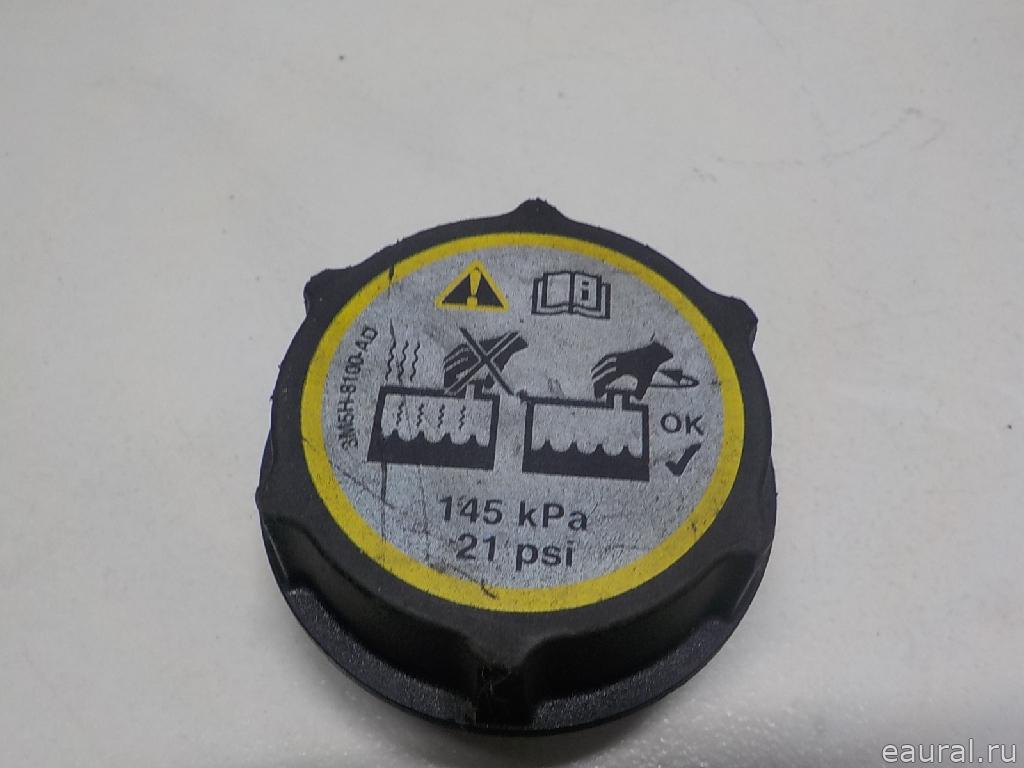 3M5H-8100-AD
OK
145 kPa
21 psi
eaural.ru